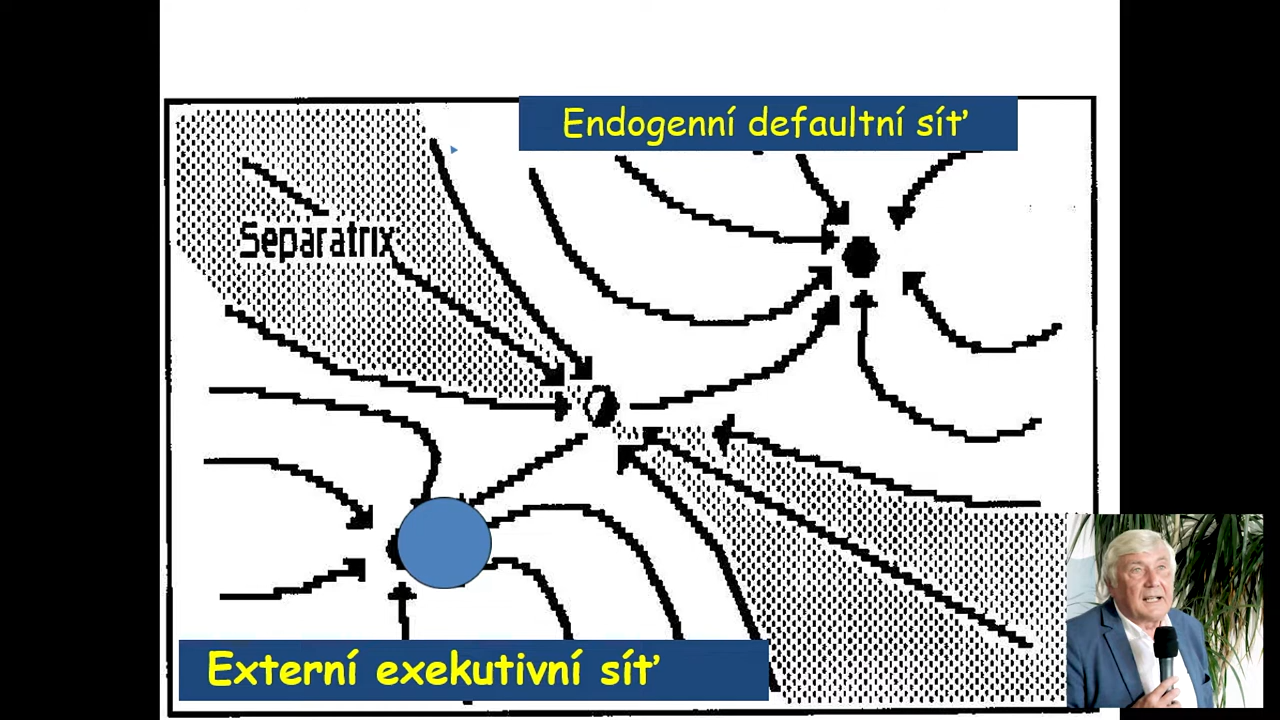 Endogenní defaultní síť
Separatrix
Externí exekutivní síť